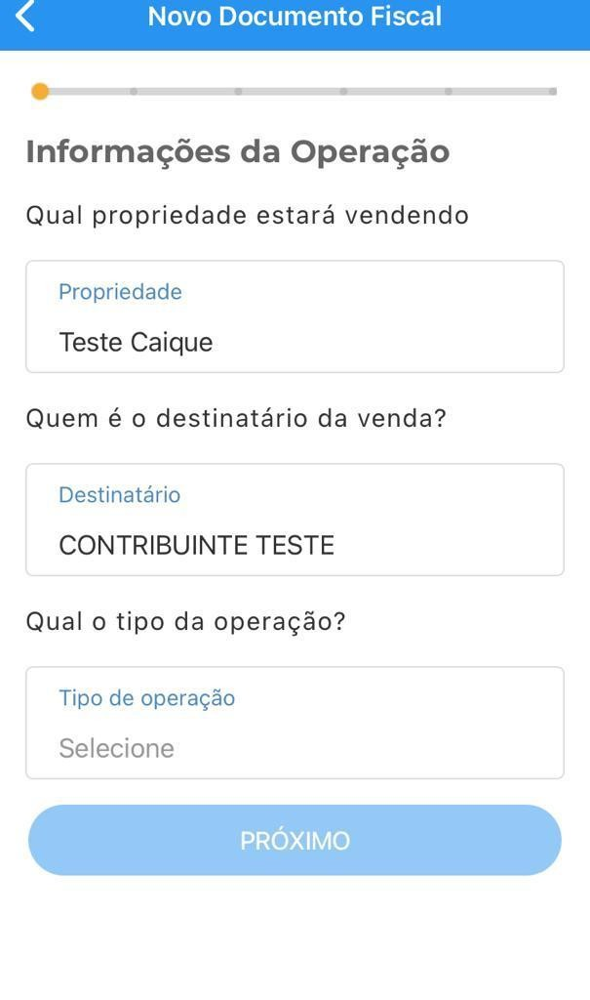 Novo Documento Fiscal
Informações da Operação
Qual propriedade estará vendendo
Propriedade
Teste Caique
Quem é o destinatário da venda?
Destinatário
CONTRIBUINTE TESTE
Qual o tipo da operação?
Tipo de operação
Selecione
PRÓXIMO